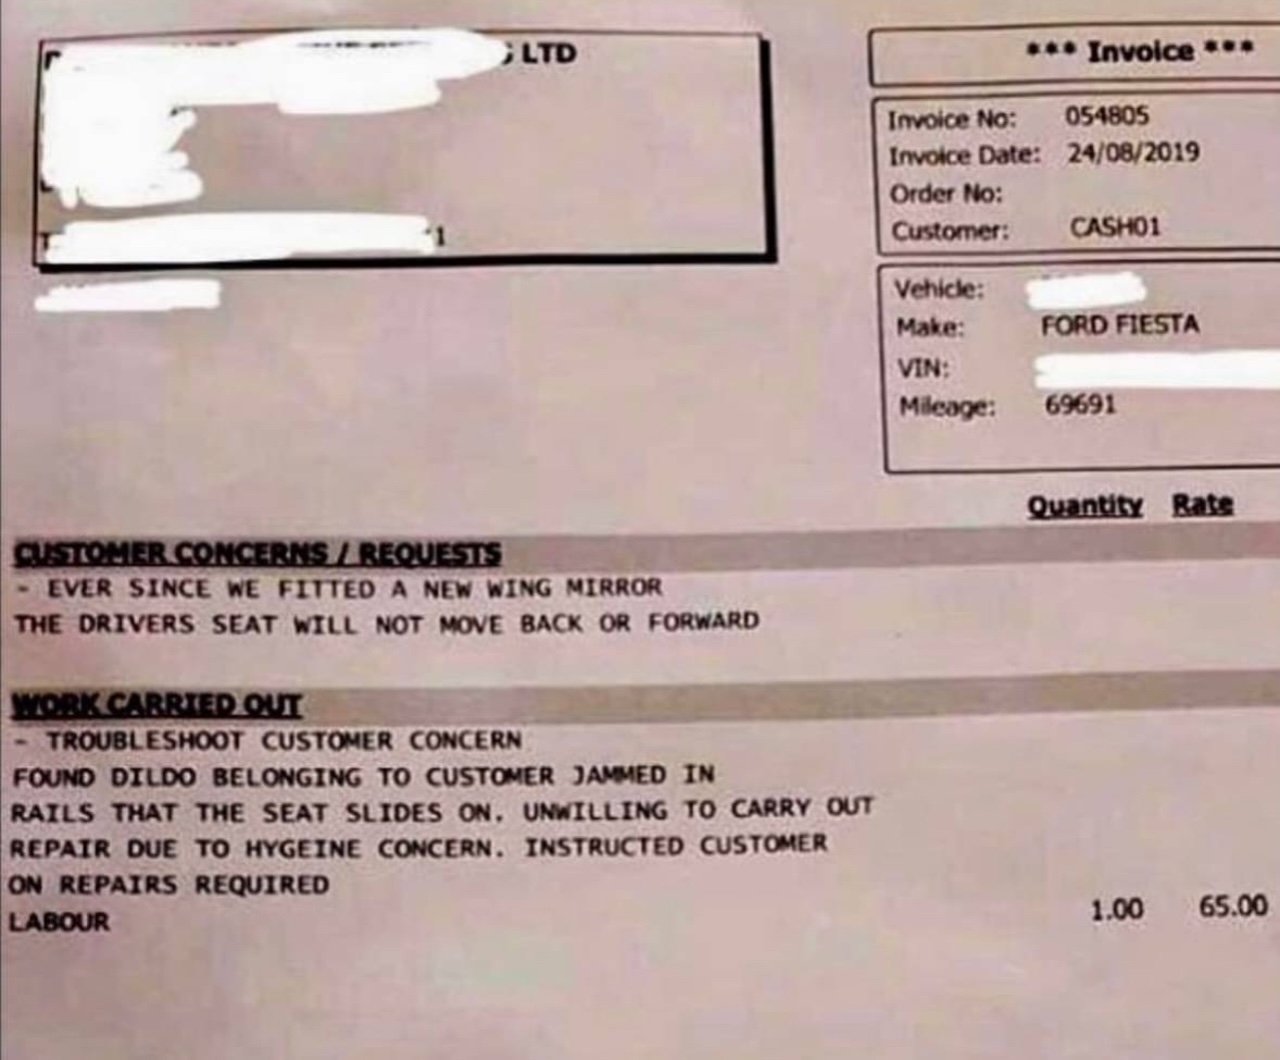 LTD
*** Invoice ***
Invoice No: 054805
Invoice Date: 24/08/2019
Order No:
Customer: CASH01
Vehicle:
Make: FORD FIESTA
VIN:
Mileage: 69691
Quantity Rate
CUSTOMER CONCERNS / REQUESTS
- EVER SINCE WE FITTED A NEW WING MIRROR
THE DRIVERS SEAT WILL NOT MOVE BACK OR FORWARD
WORK CARRIED OUT
- TROUBLESHOOT CUSTOMER CONCERN
FOUND DILDO BELONGING TO CUSTOMER JAMMED IN
RAILS THAT THE SEAT SLIDES ON. UNWILLING TO CARRY OUT
REPAIR DUE TO HYGEINE CONCERN. INSTRUCTED CUSTOMER
ON REPAIRS REQUIRED
LABOUR 1.00 65.00